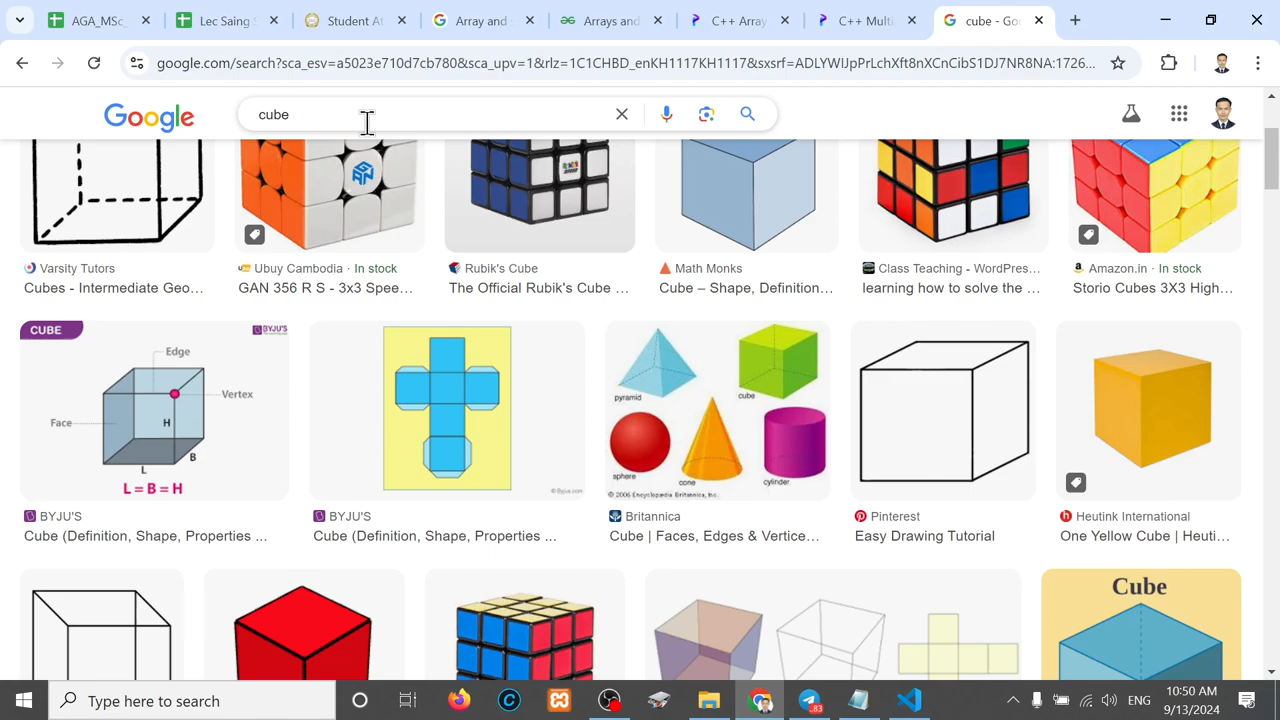 AGA_MSc
Lec Saing S
Student At
Array and
Arrays and
C++ Array
C++ Multi
cube - Goo
google.com/search?sca_esv=a5023e710d7cb780&sca_upv=1&rlz=1C1CHBD_enKH1117KH1117&sxsrf=ADLYWIJpPrLchXft8nXCnCibS1DJ7NR8NA:1726...
Google
cube
Varsity Tutors
Ubuy Cambodia · In stock
Rubik's Cube
Math Monks
Class Teaching - WordPres...
Amazon.in · In stock
Cubes - Intermediate Geo...
GAN 356 R S - 3x3 Spee...
The Official Rubik's Cube ...
Cube – Shape, Definition...
learning how to solve the ...
Storio Cubes 3X3 High...
CUBE
BYJU'S
Edge
Vertex
Face
H
B
L
L = B = H
© Byjus.com
pyramid
cube
sphere
cone
cylinder
© 2006 Encyclopædia Britannica, Inc.
BYJU'S
BYJU'S
Britannica
Pinterest
Heutink International
Cube (Definition, Shape, Properties ...
Cube (Definition, Shape, Properties ...
Cube | Faces, Edges & Vertice...
Easy Drawing Tutorial
One Yellow Cube | Heuti...
Cube
Type here to search
83
ENG
10:50 AM
9/13/2024